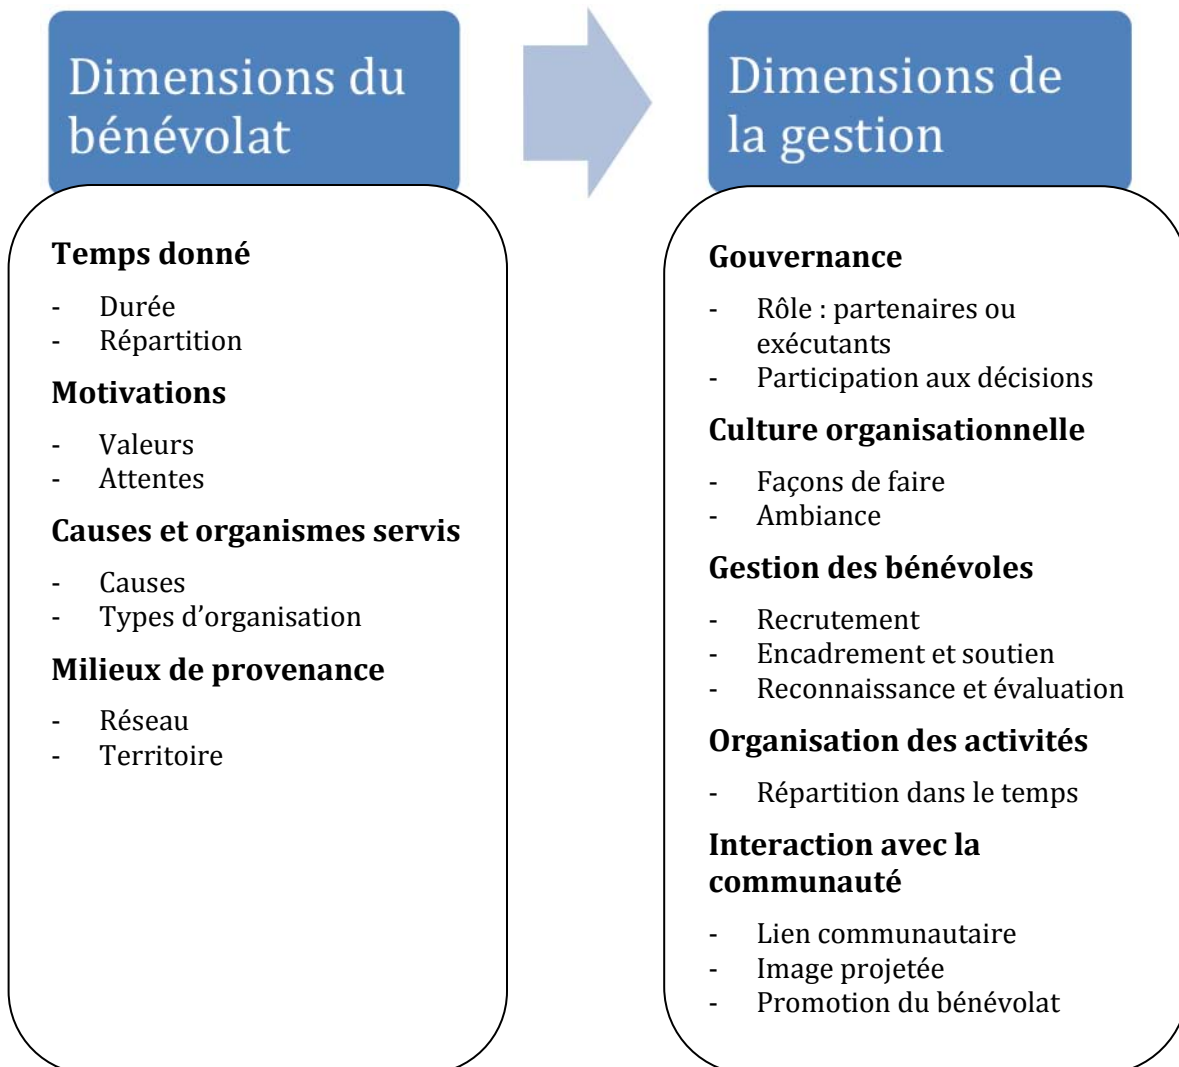 Dimensions du
bénévolat
Temps donné
- Durée
- Répartition
Motivations
- Valeurs
- Attentes
Causes et organismes servis
- Causes
- Types d’organisation
Milieux de provenance
- Réseau
- Territoire
Dimensions de
la gestion
Gouvernance
- Rôle : partenaires ou
exécutants
- Participation aux décisions
Culture organisationnelle
- Façons de faire
- Ambiance
Gestion des bénévoles
- Recrutement
- Encadrement et soutien
- Reconnaissance et évaluation
Organisation des activités
- Répartition dans le temps
Interaction avec la
communauté
- Lien communautaire
- Image projetée
- Promotion du bénévolat